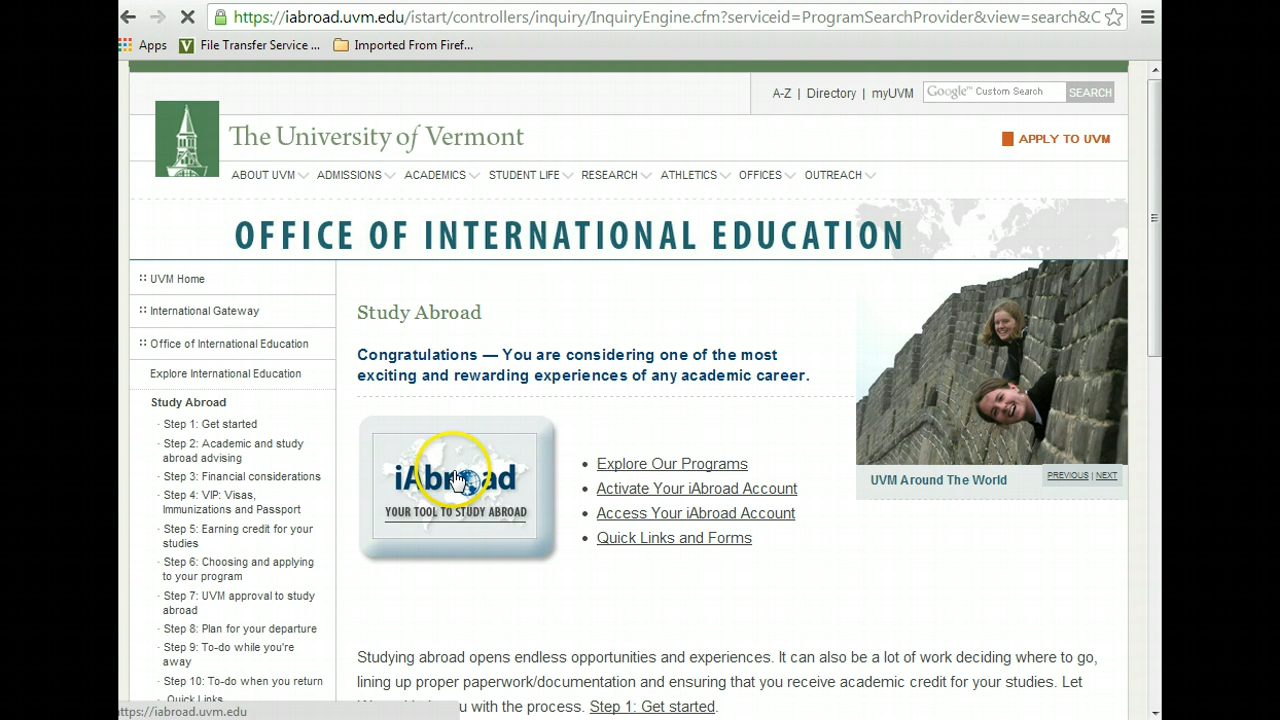 https://iabroad.uvm.edu/istart/controllers/inquiry/InquiryEngine.cfm?serviceid=ProgramSearchProvider&view=search&C
Apps
File Transfer Service ...
Imported From Firef...
A-Z | Directory | myUVM
Google™ Custom Search
SEARCH
The University of Vermont
APPLY TO UVM
ABOUT UVM ADMISSIONS ACADEMICS STUDENT LIFE RESEARCH ATHLETICS OFFICES OUTREACH
OFFICE OF INTERNATIONAL EDUCATION
UVM Home
International Gateway
Office of International Education
Explore International Education
Study Abroad
- Step 1: Get started
- Step 2: Academic and study
abroad advising
- Step 3: Financial considerations
- Step 4: VIP: Visas,
Immunizations and Passport
- Step 5: Earning credit for your
studies
- Step 6: Choosing and applying
to your program
- Step 7: UVM approval to study
abroad
- Step 8: Plan for your departure
- Step 9: To-do while you're
away
- Step 10: To-do when you return
Quick Links
Study Abroad
Congratulations — You are considering one of the most
exciting and rewarding experiences of any academic career.
iAbroad
YOUR TOOL TO STUDY ABROAD
• Explore Our Programs
• Activate Your iAbroad Account
• Access Your iAbroad Account
• Quick Links and Forms
UVM Around The World
PREVIOUS | NEXT
Studying abroad opens endless opportunities and experiences. It can also be a lot of work deciding where to go,
lining up proper paperwork/documentation and ensuring that you receive academic credit for your studies. Let
with the process. Step 1: Get started.
https://iabroad.uvm.edu